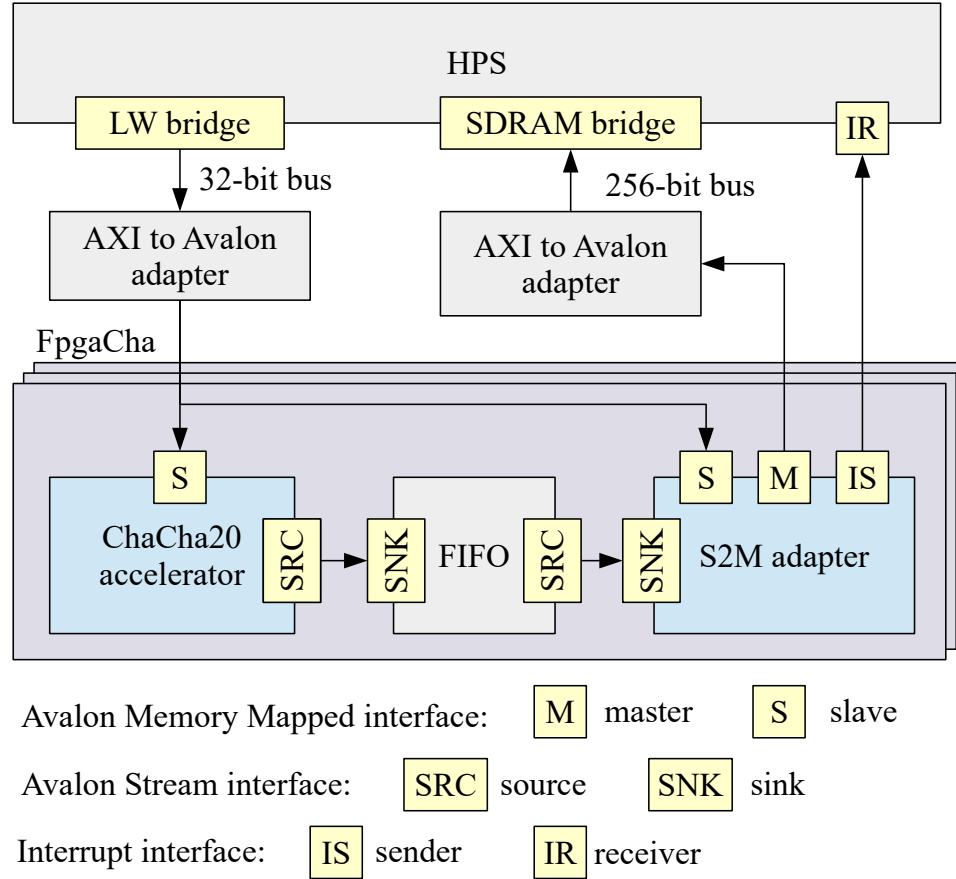 HPS
LW bridge
SDRAM bridge
IR
32-bit bus
256-bit bus
AXI to Avalon
adapter
AXI to Avalon
adapter
FpgaCha
S
S
M
IS
ChaCha20
accelerator
SRC
SNK
FIFO
SRC
SNK
S2M adapter
Avalon Memory Mapped interface: M master S slave
Avalon Stream interface: SRC source SNK sink
Interrupt interface: IS sender IR receiver